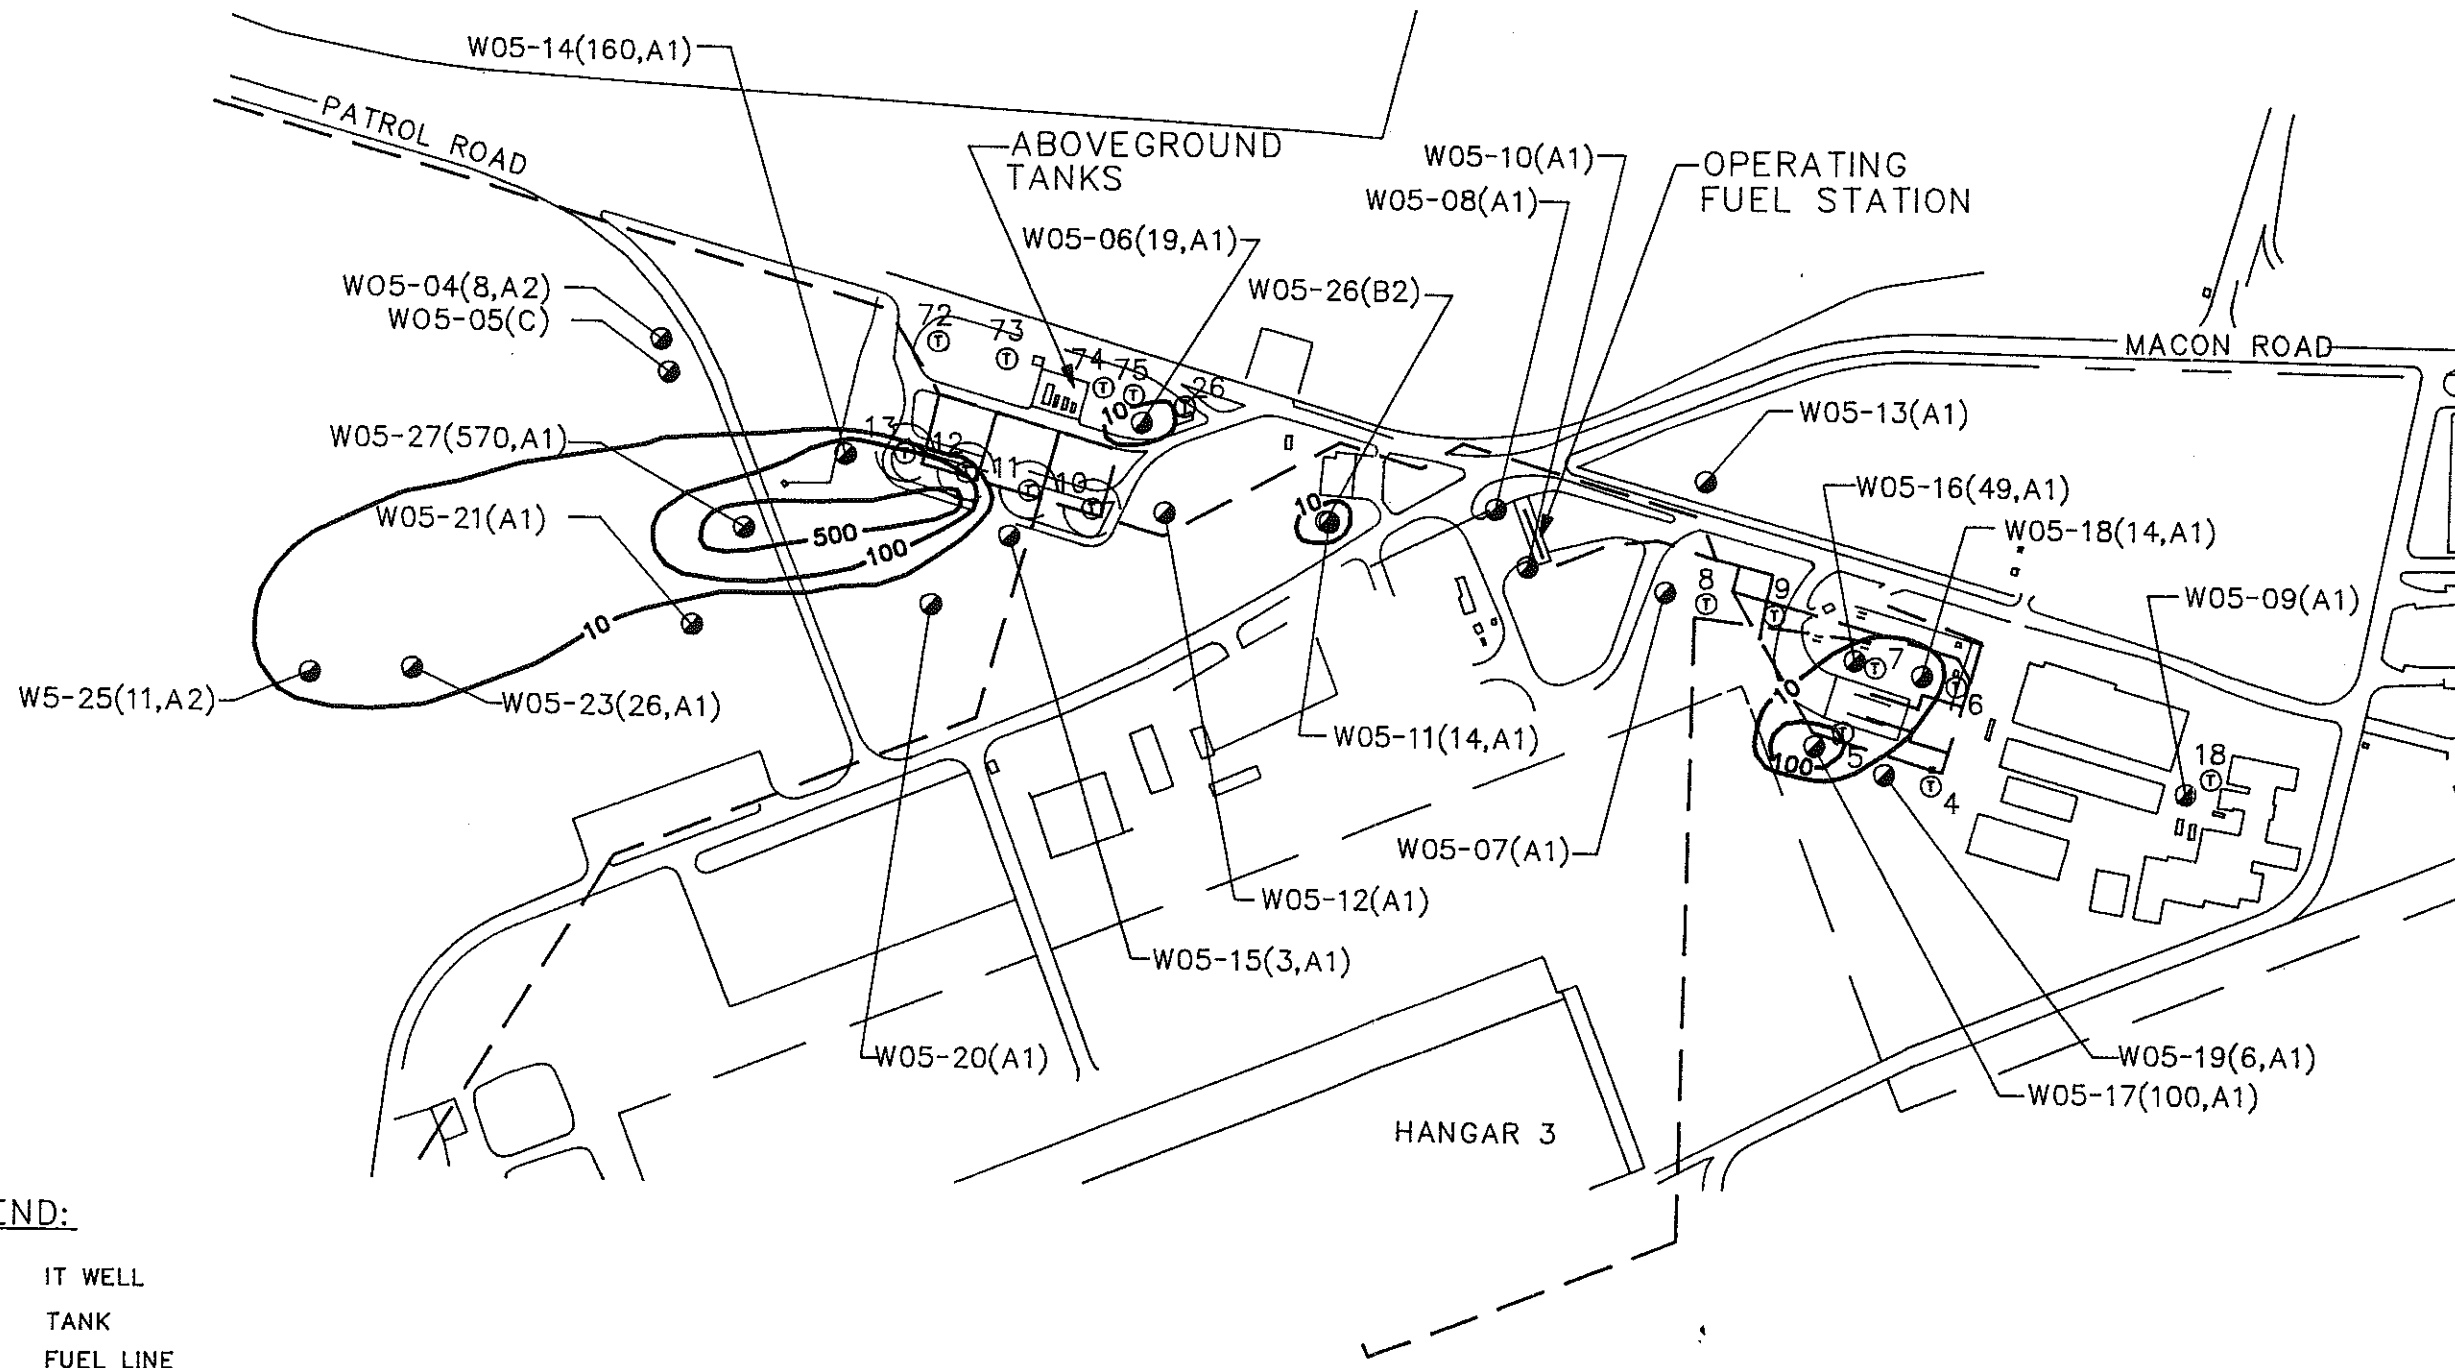 W05-14(160,A1)
PATROL ROAD
ABOVEGROUND
TANKS
W05-10(A1)
OPERATING
FUEL STATION
W05-08(A1)
W05-06(19,A1)
W05-26(B2)
W05-04(8,A2)
W05-05(C)
72
73
74
75
26
10
MACON ROAD
W05-13(A1)
W05-27(570,A1)
13
12
11
10
W05-16(49,A1)
W05-21(A1)
500
100
10
W05-18(14,A1)
8
9
W05-09(A1)
10
7
10
6
W5-25(11,A2)
W05-23(26,A1)
W05-11(14,A1)
100
5
18
4
W05-07(A1)
W05-12(A1)
W05-15(3,A1)
W05-20(A1)
W05-19(6,A1)
W05-17(100,A1)
HANGAR 3
END:
IT WELL
TANK
FUEL LINE